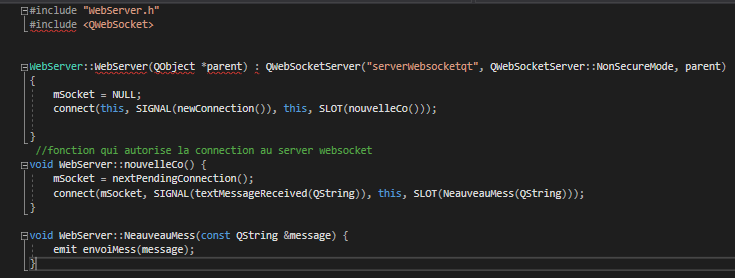 #include "WebServer.h"
#include <QWebSocket>
WebServer::WebServer(QObject *parent) : QWebSocketServer("serverWebsocketqt", QWebSocketServer::NonSecureMode, parent)
{
mSocket = NULL;
connect(this, SIGNAL(newConnection()), this, SLOT(nouvelleCo()));
}
//fonction qui autorise la connection au server websocket
void WebServer::nouvelleCo() {
mSocket = nextPendingConnection();
connect(mSocket, SIGNAL(textMessageReceived(QString)), this, SLOT(NeauveauMess(QString)));
}
void WebServer::NeauveauMess(const QString &message) {
emit envoiMess(message);
}